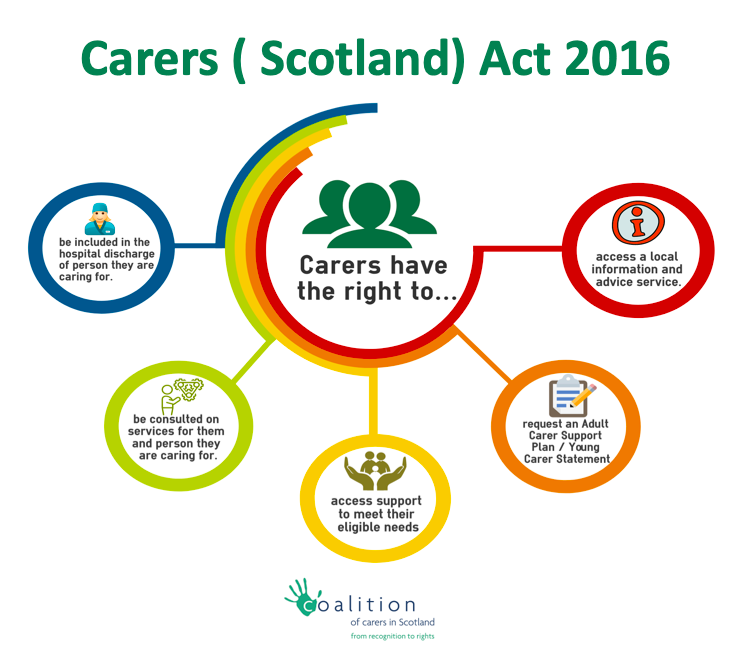 Carers ( Scotland) Act 2016
Carers have
the right to...
be included in the
hospital discharge
of person they are
caring for.
access a local
information and
advice service.
be consulted on
services for them
and person they
are caring for.
request an Adult
Carer Support
Plan / Young
Carer Statement
access support
to meet their
eligible needs
coalition
of carers in Scotland
from recognition to rights